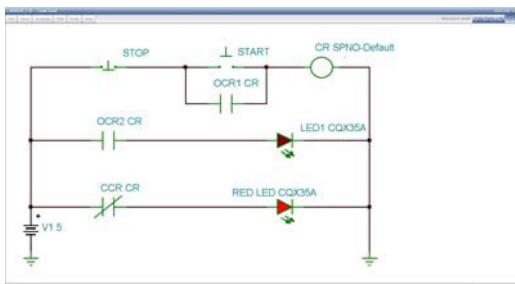 STOP
START
CR SPNO-Default
OCR1 CR
OCR2 CR
LED1 CQX35A
CCR CR
RED LED CQX35A
+
V1 5